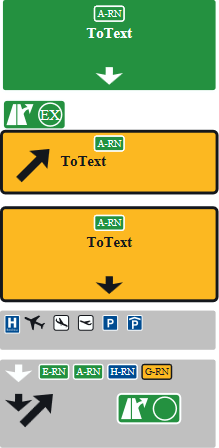 A-RN
ToText
EX
A-RN
ToText
A-RN
ToText
H P P
E-RN A-RN H-RN G-RN